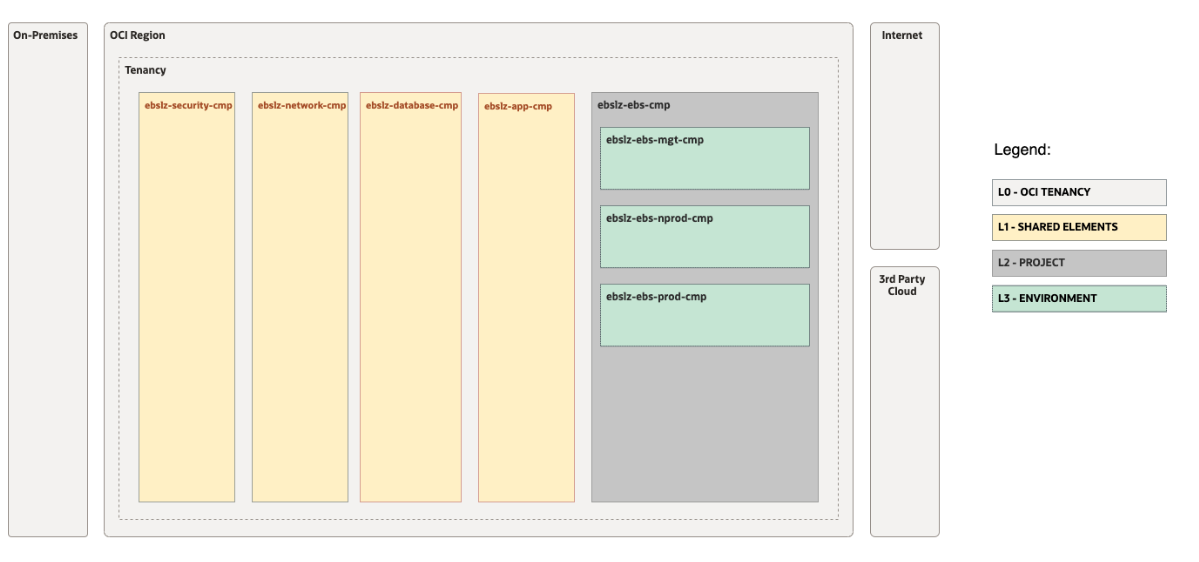 On-Premises
OCI Region
Tenancy
ebslz-security-cmp
ebslz-network-cmp
ebslz-database-cmp
ebslz-app-cmp
ebslz-ebs-cmp
ebslz-ebs-mgt-cmp
ebslz-ebs-nprod-cmp
ebslz-ebs-prod-cmp
Internet
3rd Party
Cloud
Legend:
L0 - OCI TENANCY
L1 - SHARED ELEMENTS
L2 - PROJECT
L3 - ENVIRONMENT